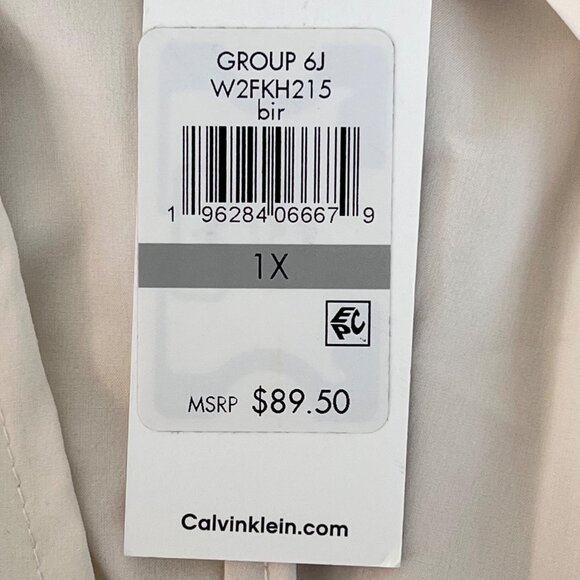 GROUP 6J
W2FKH215
bir
1 96284 06667 9
1X
EPC
MSRP $89.50
Calvinklein.com